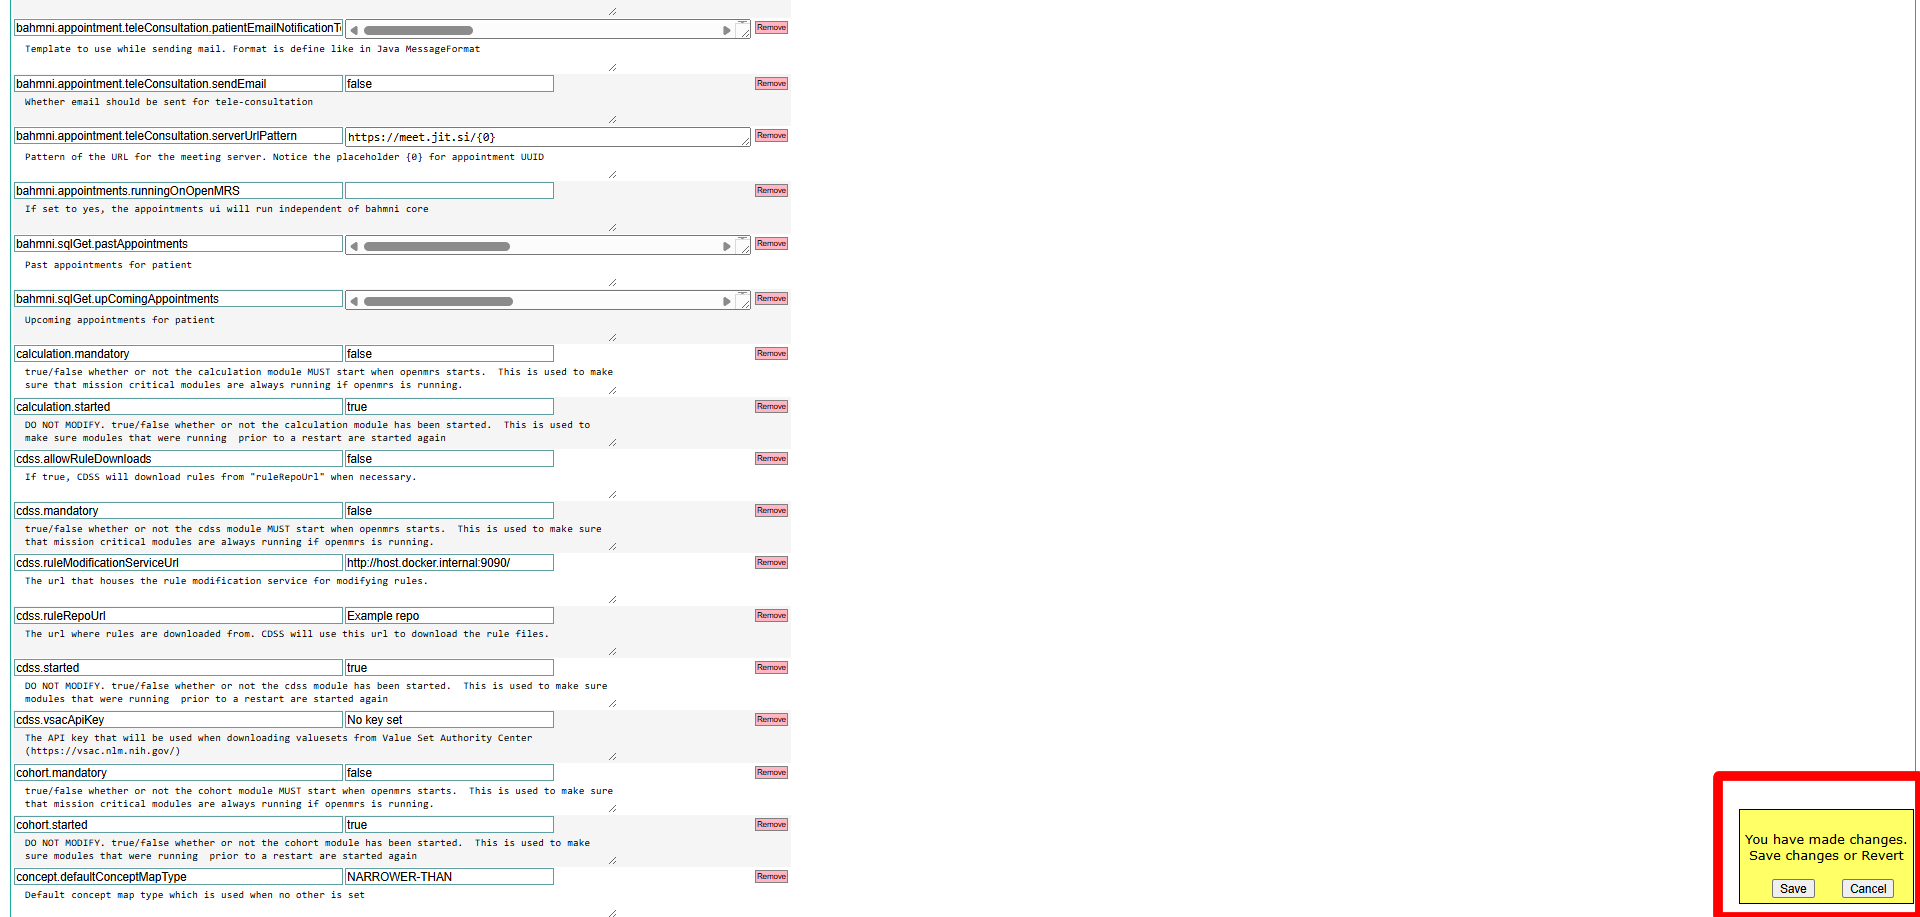 bahmni.appointment.teleConsultation.patientEmailNotificationT Remove
Template to use while sending mail. Format is define like in Java MessageFormat
bahmni.appointment.teleConsultation.sendEmail false Remove
Whether email should be sent for tele-consultation
bahmni.appointment.teleConsultation.serverUrlPattern https://meet.jit.si/{0} Remove
Pattern of the URL for the meeting server. Notice the placeholder {0} for appointment UUID
bahmni.appointments.runningOnOpenMRS Remove
If set to yes, the appointments ui will run independent of bahmni core
bahmni.sqlGet.pastAppointments Remove
Past appointments for patient
bahmni.sqlGet.upComingAppointments Remove
Upcoming appointments for patient
calculation.mandatory false Remove
true/false whether or not the calculation module MUST start when openmrs starts.  This is used to make
sure that mission critical modules are always running if openmrs is running.
calculation.started true Remove
DO NOT MODIFY. true/false whether or not the calculation module has been started.  This is used to
make sure modules that were running  prior to a restart are started again
cdss.allowRuleDownloads false Remove
If true, CDSS will download rules from "ruleRepoUrl" when necessary.
cdss.mandatory false Remove
true/false whether or not the cdss module MUST start when openmrs starts.  This is used to make sure
that mission critical modules are always running if openmrs is running.
cdss.ruleModificationServiceUrl http://host.docker.internal:9090/ Remove
The url that houses the rule modification service for modifying rules.
cdss.ruleRepoUrl Example repo Remove
The url where rules are downloaded from. CDSS will use this url to download the rule files.
cdss.started true Remove
DO NOT MODIFY. true/false whether or not the cdss module has been started.  This is used to make sure
modules that were running  prior to a restart are started again
cdss.vsacApiKey No key set Remove
The API key that will be used when downloading valuesets from Value Set Authority Center
(https://vsac.nlm.nih.gov/)
cohort.mandatory false Remove
true/false whether or not the cohort module MUST start when openmrs starts.  This is used to make sure
that mission critical modules are always running if openmrs is running.
cohort.started true Remove
DO NOT MODIFY. true/false whether or not the cohort module has been started.  This is used to make
sure modules that were running  prior to a restart are started again
concept.defaultConceptMapType NARROWER-THAN Remove
Default concept map type which is used when no other is set
You have made changes.
Save changes or Revert
Save Cancel